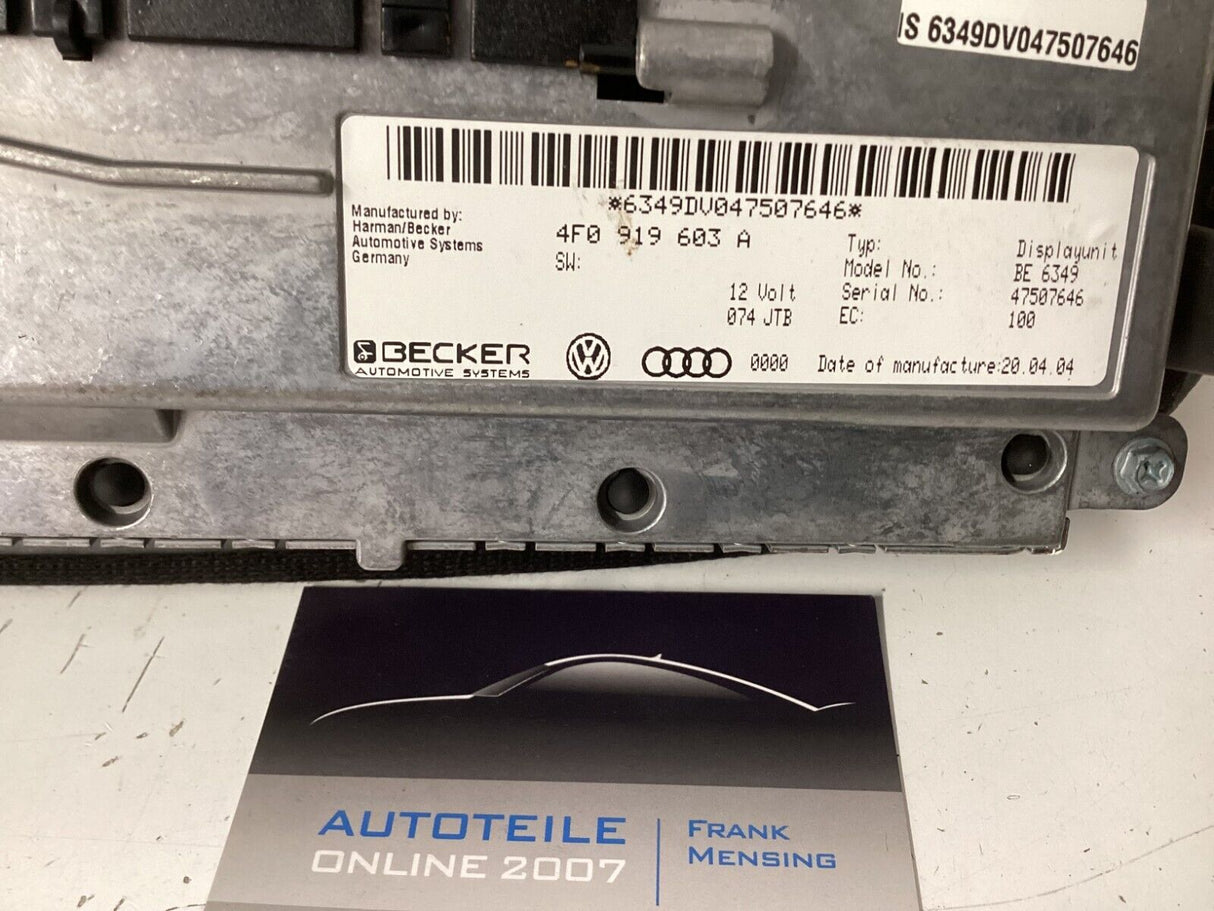 IS 6349DV047507646
*6349DV047507646*
Manufactured by:
Harman/Becker
Automotive Systems
Germany
4F0 919 603 A
SW:
12 Volt
074 JTB
Typ: Displayunit
Model No.: BE 6349
Serial No.: 47507646
EC: 100
BECKER
AUTOMOTIVE SYSTEMS
VW
0000
Date of manufacture:20.04.04
AUTOTEILE
ONLINE 2007
FRANK
MENSING